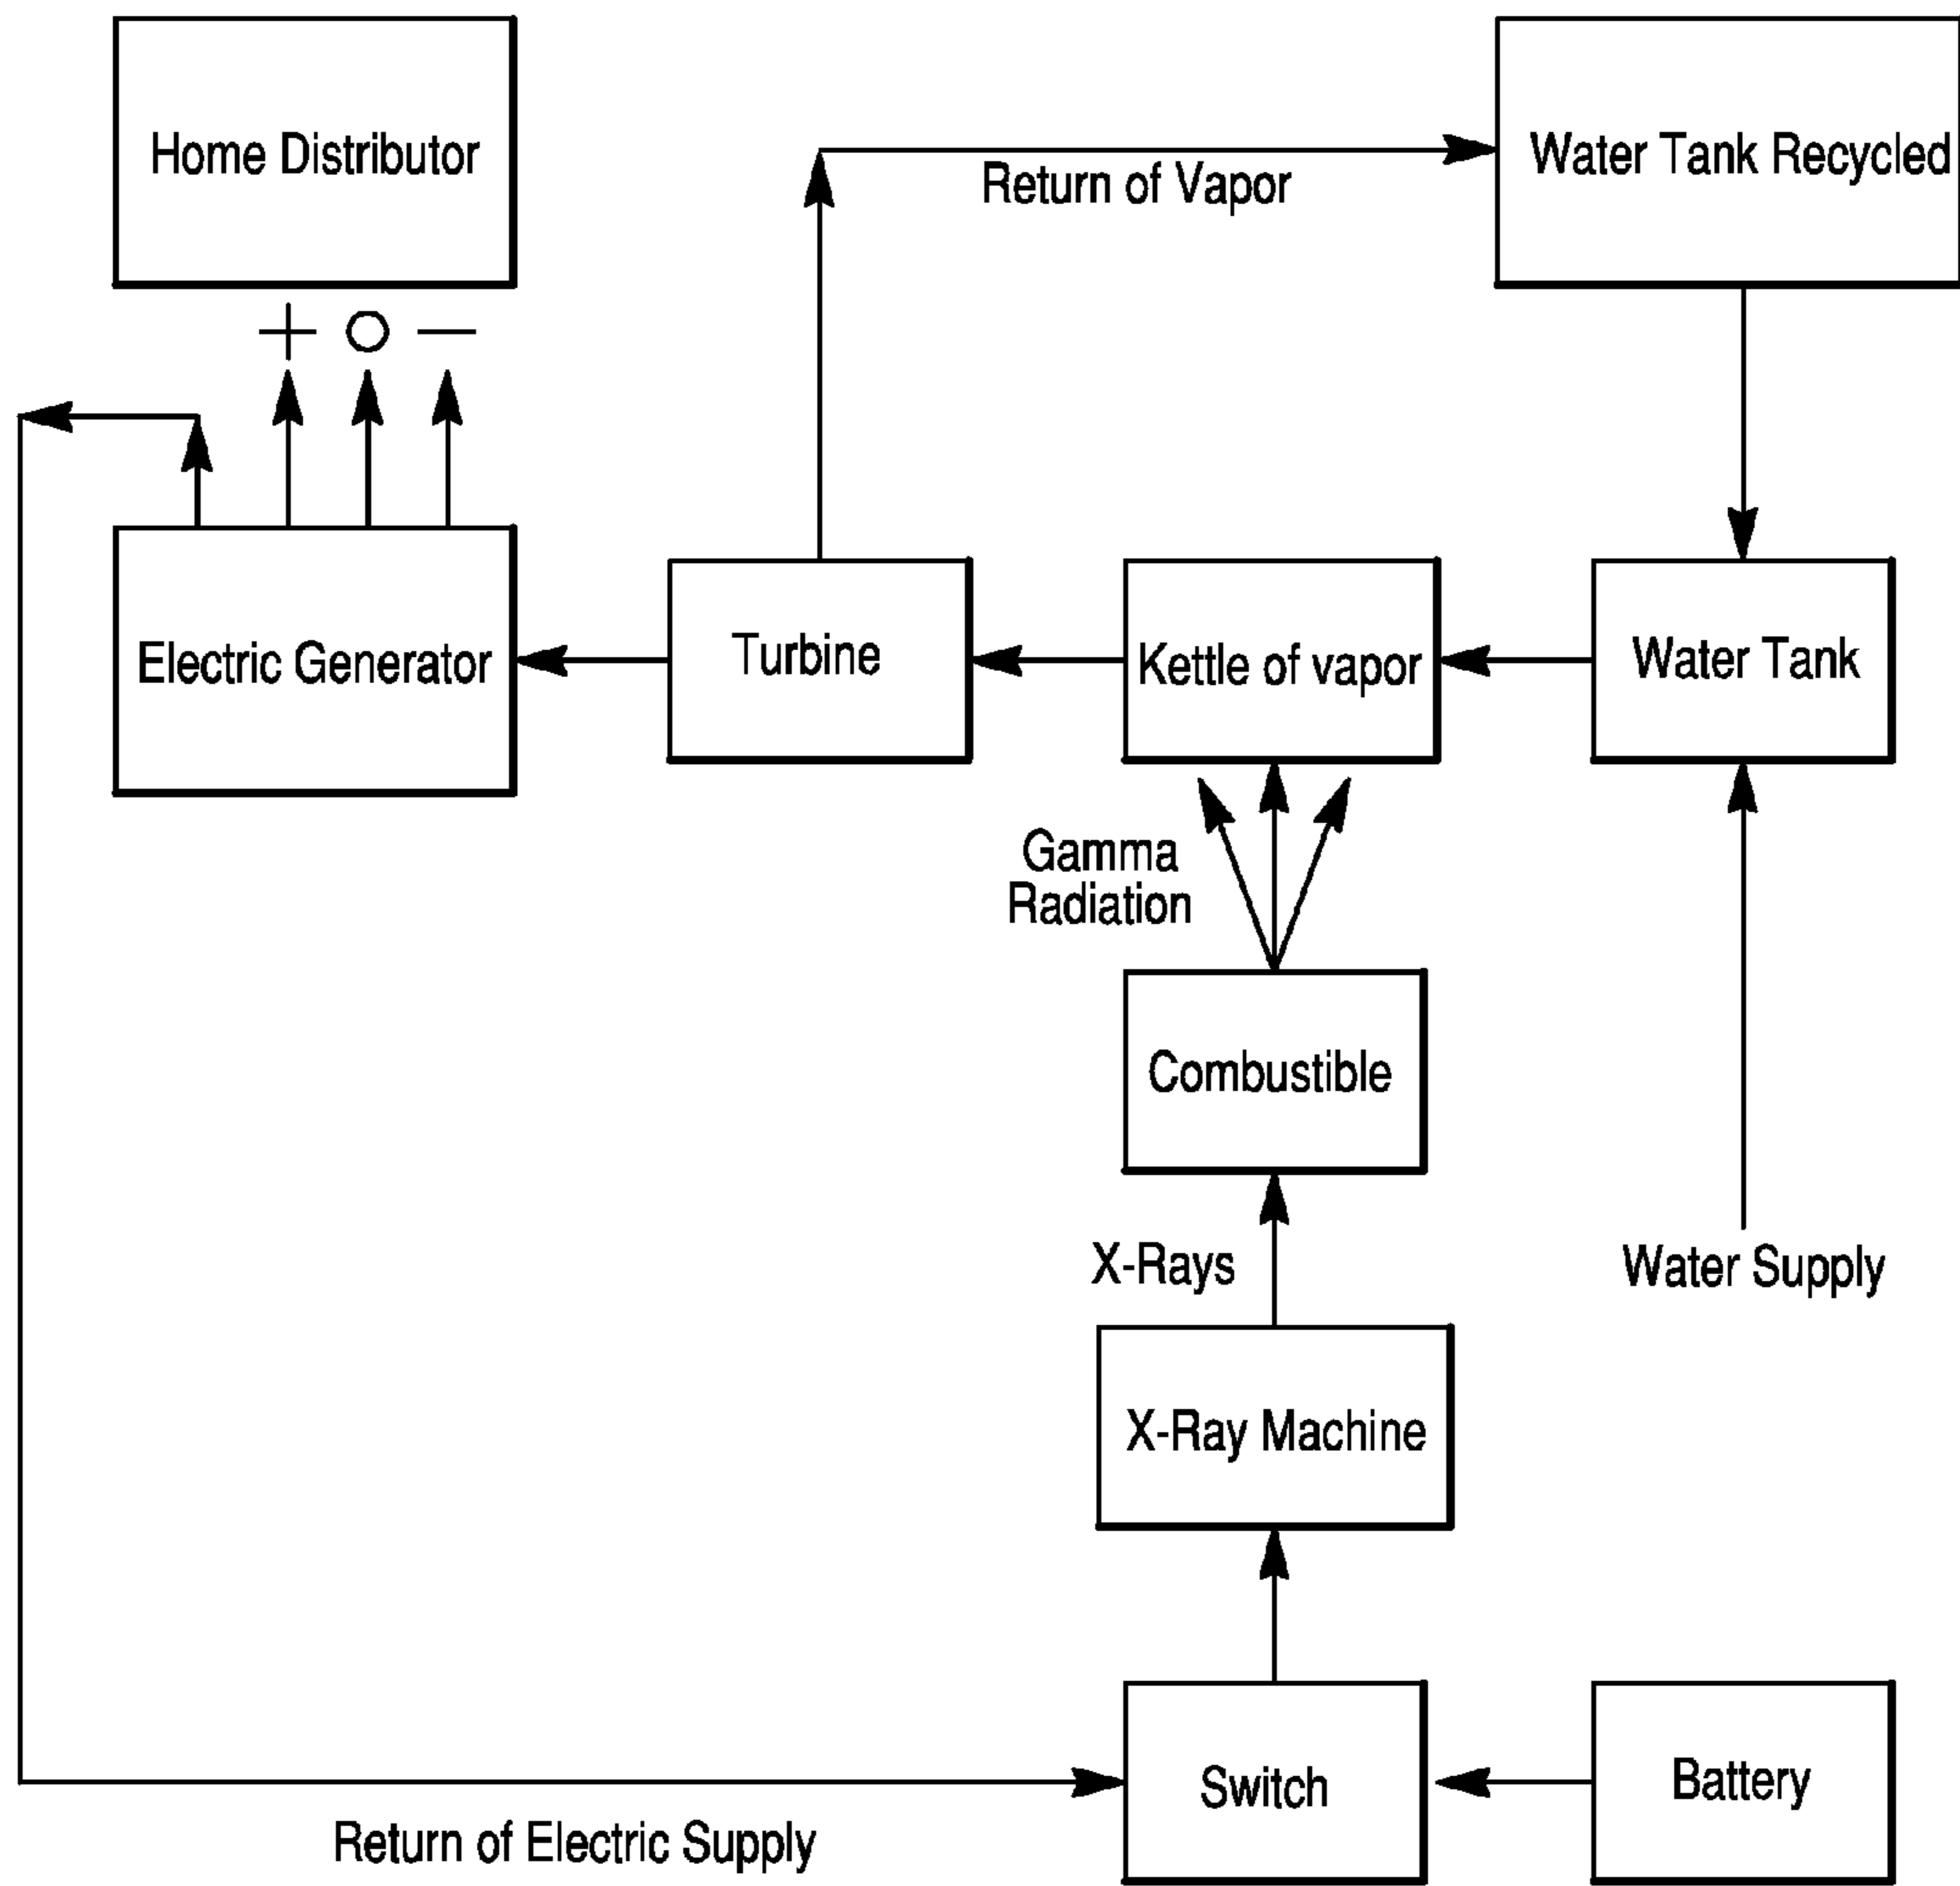 Home Distributor
Water Tank Recycled
Return of Vapor
+ O —
Electric Generator
Turbine
Kettle of vapor
Water Tank
Gamma
Radiation
Combustible
X-Rays
Water Supply
X-Ray Machine
Switch
Battery
Return of Electric Supply